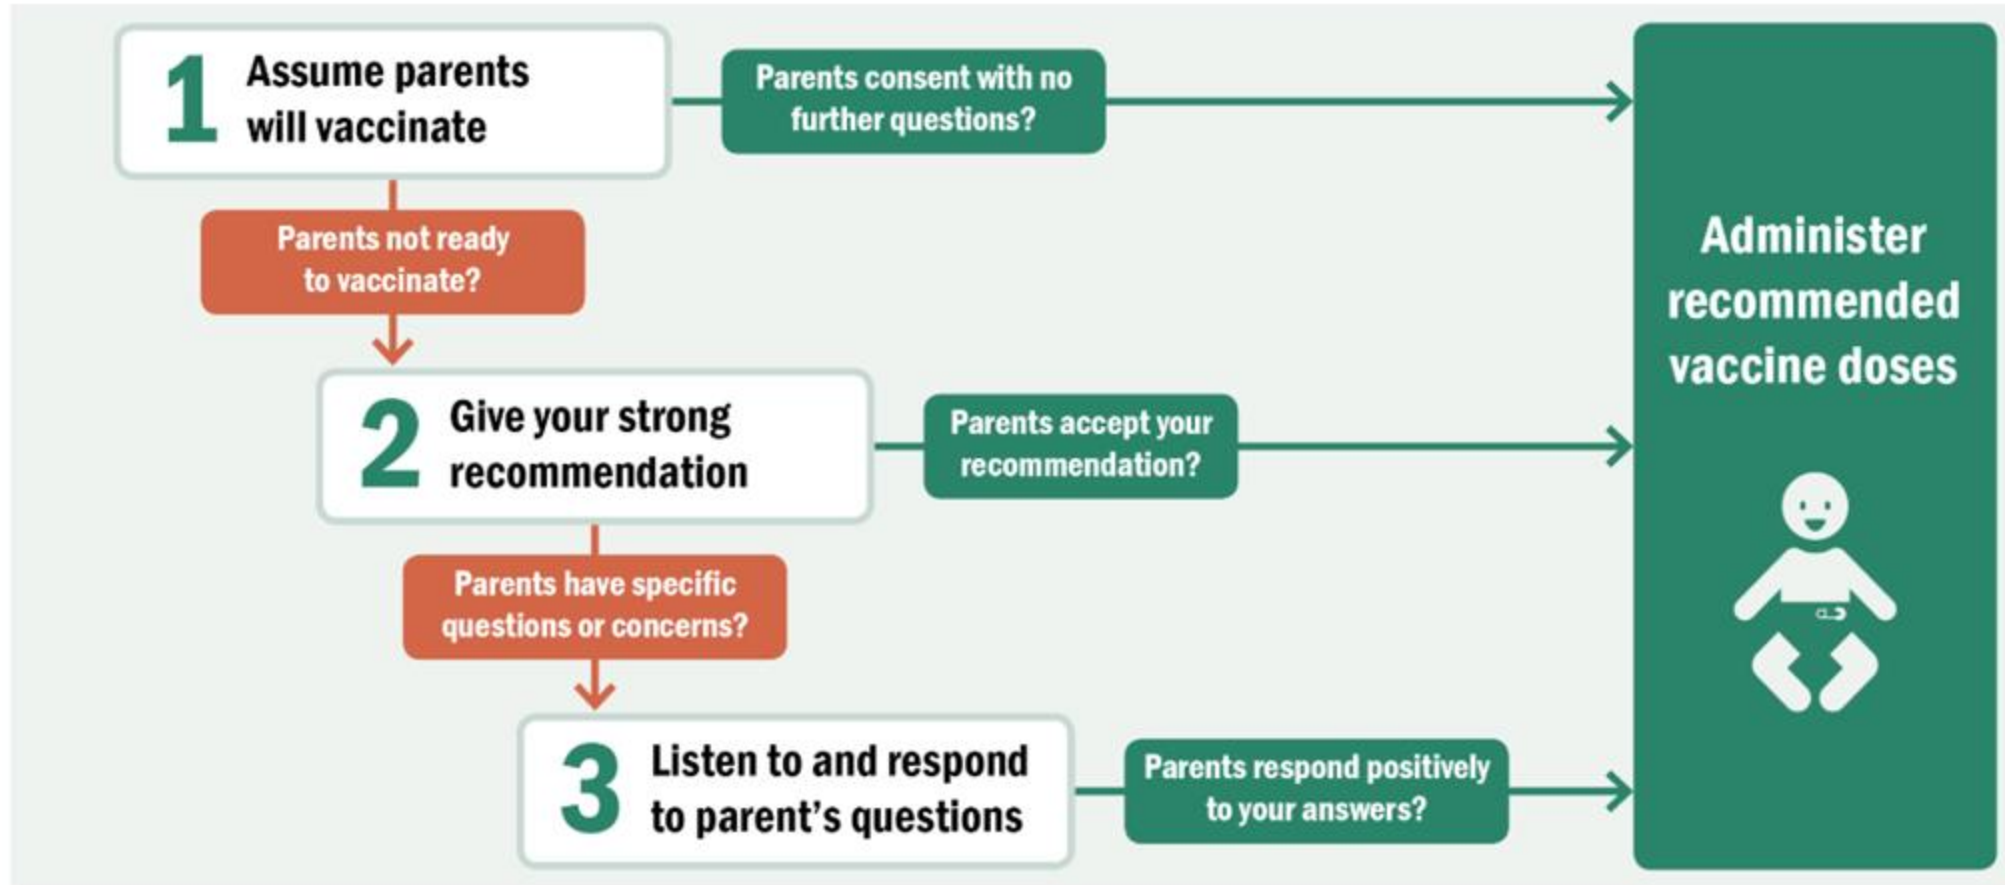 1 Assume parents
will vaccinate
Parents consent with no
further questions?
Parents not ready
to vaccinate?
2 Give your strong
recommendation
Parents accept your
recommendation?
Parents have specific
questions or concerns?
3 Listen to and respond
to parent’s questions
Parents respond positively
to your answers?
Administer
recommended
vaccine doses